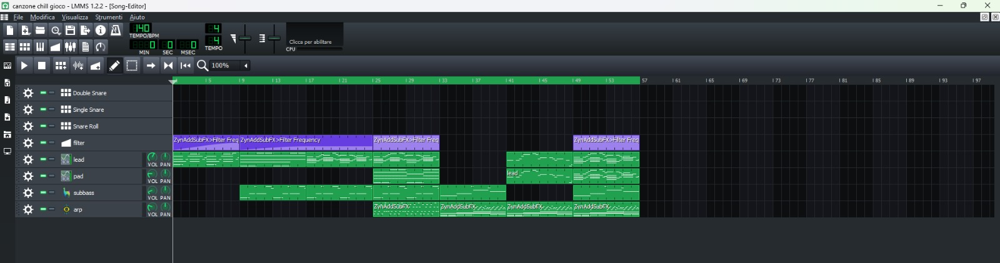 canzone chill gioco - LMMS 1.2.2 - [Song-Editor]
File Modifica Visualizza Strumenti Aiuto
140
TEMPO/BPM
4
4
TEMPO
0 0 0
MIN SEC MSEC
Clicca per abilitare
CPU
100%
5 9 13 17 21 25 29 33 37 41 45 49 53 57 61 65 69 73 77 81 85 89 93 97
Double Snare
Single Snare
Snare Roll
filter
ZynAddSubFX>Filter Freq ZynAddSubFX>Filter Frequency ZynAddSubFX>Filter Freq ZynAddSubFX>Filter Freq
lead
VOL PAN
pad
VOL PAN
lead
subbass
VOL PAN
arp
VOL PAN
ZynAddSubFX ZynAddSubFX ZynAddSubFX ZynAddSubFX